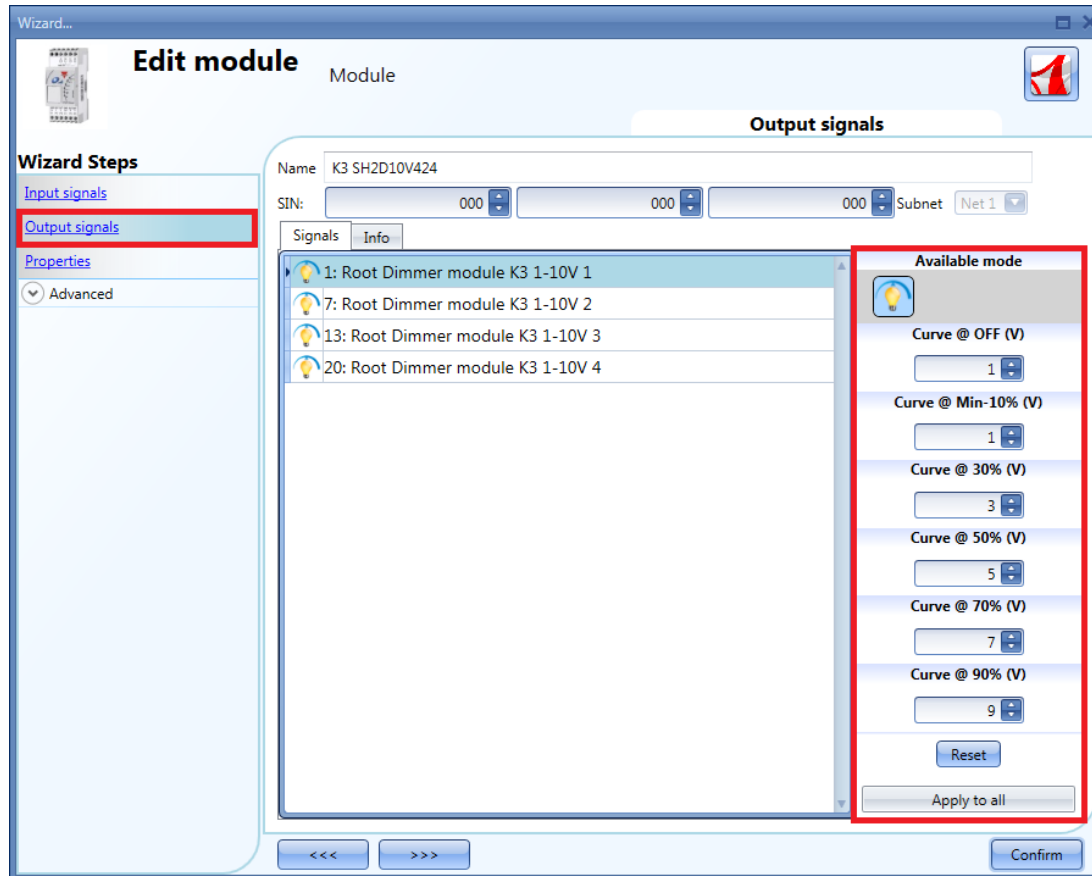 Wizard...
Edit module
Module
Output signals
Wizard Steps
Input signals
Output signals
Properties
Advanced
Name K3 SH2D10V424
SIN: 000 000 000 Subnet Net 1
Signals Info
1: Root Dimmer module K3 1-10V 1
7: Root Dimmer module K3 1-10V 2
13: Root Dimmer module K3 1-10V 3
20: Root Dimmer module K3 1-10V 4
Available mode
Curve @ OFF (V)
1
Curve @ Min-10% (V)
1
Curve @ 30% (V)
3
Curve @ 50% (V)
5
Curve @ 70% (V)
7
Curve @ 90% (V)
9
Reset
Apply to all
<<< >>> Confirm